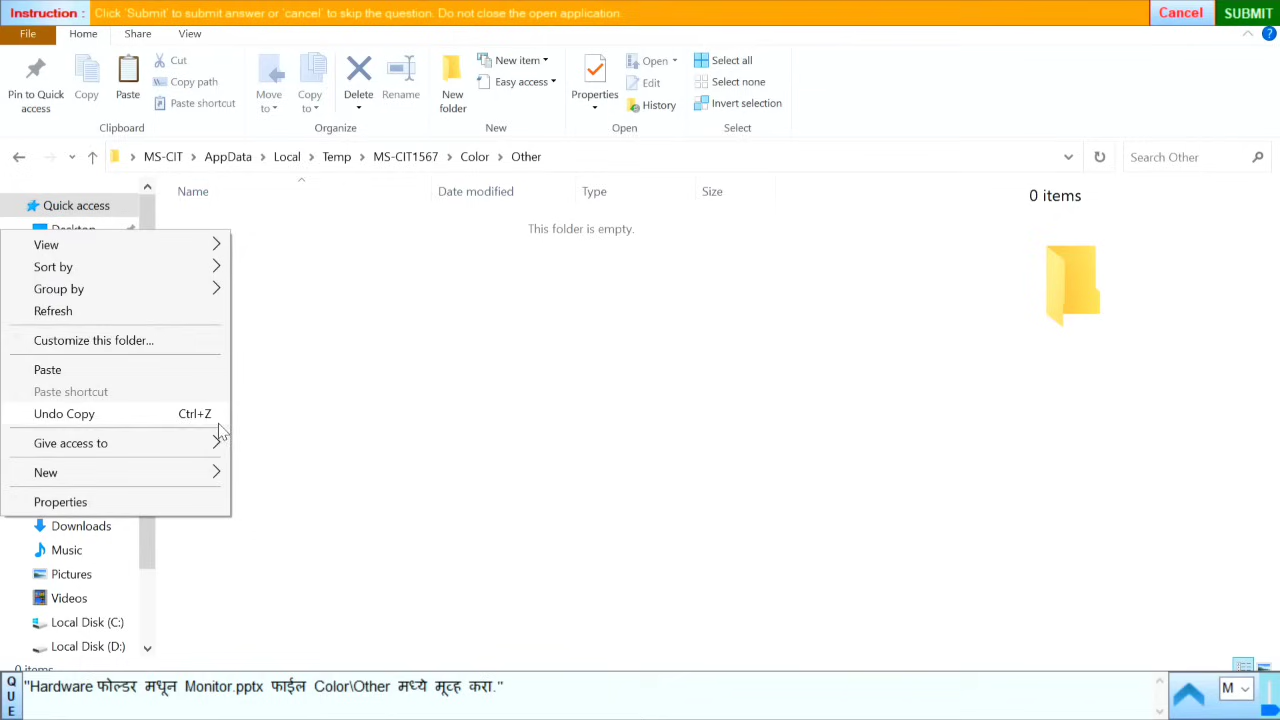 Instruction : Click 'Submit' to submit answer or 'cancel' to skip the question. Do not close the open application. Cancel SUBMIT
File Home Share View
Pin to Quick access Copy Paste Cut Copy path Paste shortcut Move to Copy to Delete Rename New folder New item Easy access Properties Open Edit History Select all Select none Invert selection
Clipboard Organize New Open Select
MS-CIT AppData Local Temp MS-CIT1567 Color Other Search Other
Name Date modified Type Size
0 items
Quick access
Desktop
This folder is empty.
View
Sort by
Group by
Refresh
Customize this folder...
Paste
Paste shortcut
Undo Copy Ctrl+Z
Give access to
New
Properties
Downloads
Music
Pictures
Videos
Local Disk (C:)
Local Disk (D:)
0 items
QUE "Hardware फोल्डर मधून Monitor.pptx फाईल Color\Other मध्ये मूव्ह करा." M